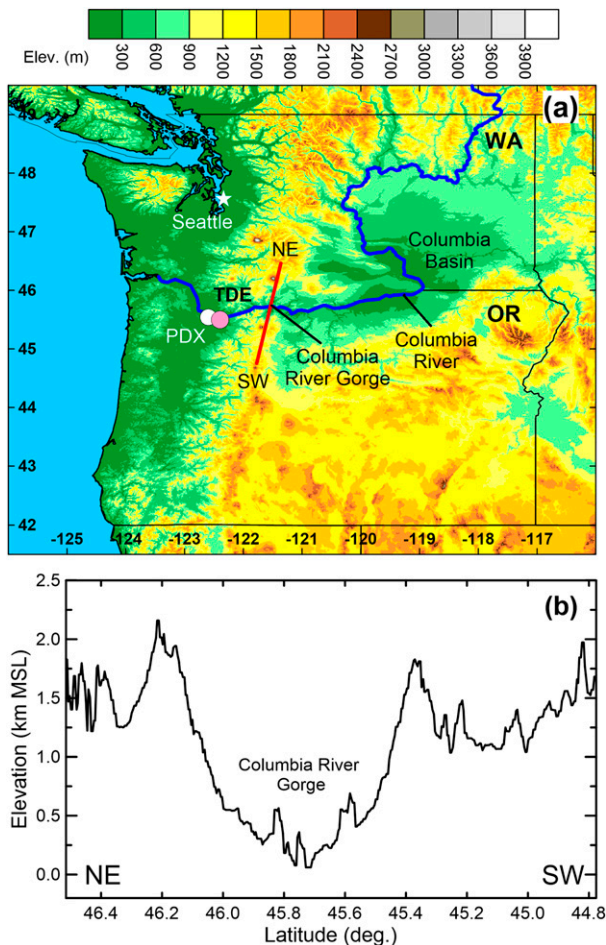 Elev. (m)
300 600 900 1200 1500 1800 2100 2400 2700 3000 3300 3600 3900
(a)
49
WA
48
Seattle
47
Columbia
Basin
NE
46
TDE
OR
PDX
Columbia
River Gorge
Columbia
River
45
SW
44
43
42
-125 -124 -123 -122 -121 -120 -119 -118 -117 -116
2.5
(b)
2.0
Elevation (km MSL)
1.5
1.0
Columbia River
Gorge
0.5
0.0
NE
SW
46.4 46.2 46.0 45.8 45.6 45.4 45.2 45.0 44.8
Latitude (deg.)